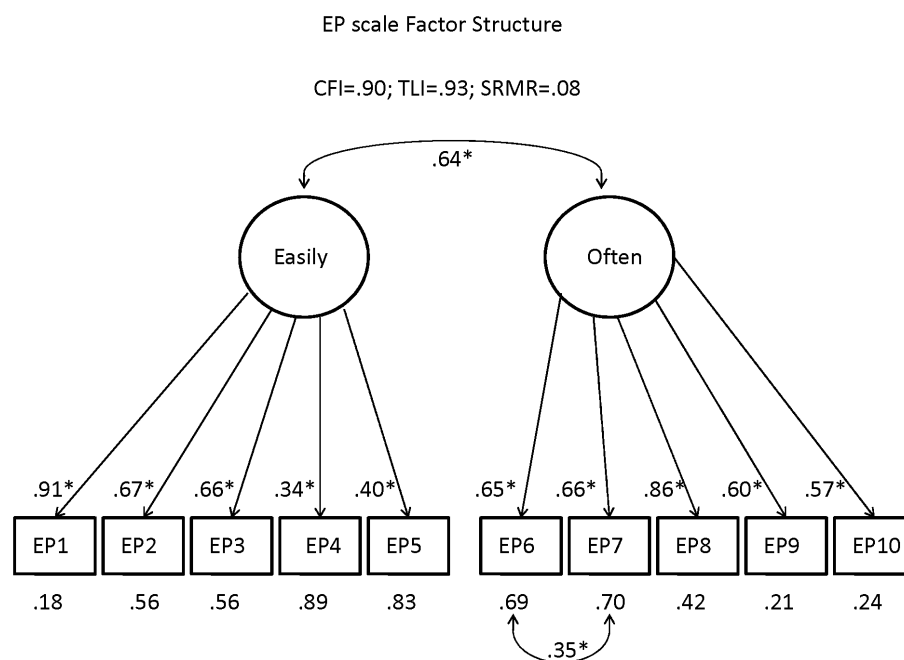 EP scale Factor Structure
CFI=.90; TLI=.93; SRMR=.08
.64*
Easily Often
.91* .67* .66* .34* .40* .65* .66* .86* .60* .57*
EP1 EP2 EP3 EP4 EP5 EP6 EP7 EP8 EP9 EP10
.18 .56 .56 .89 .83 .69 .70 .42 .21 .24
.35*